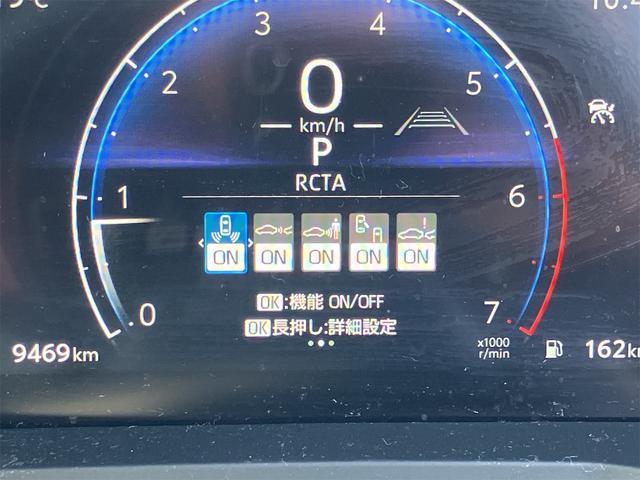 3 4
2 5
1 6
0 7
0
km/h
P
RCTA
ON ON ON ON ON
OK:機能 ON/OFF
OK長押し:詳細設定
9469km
x1000
r/min
162km